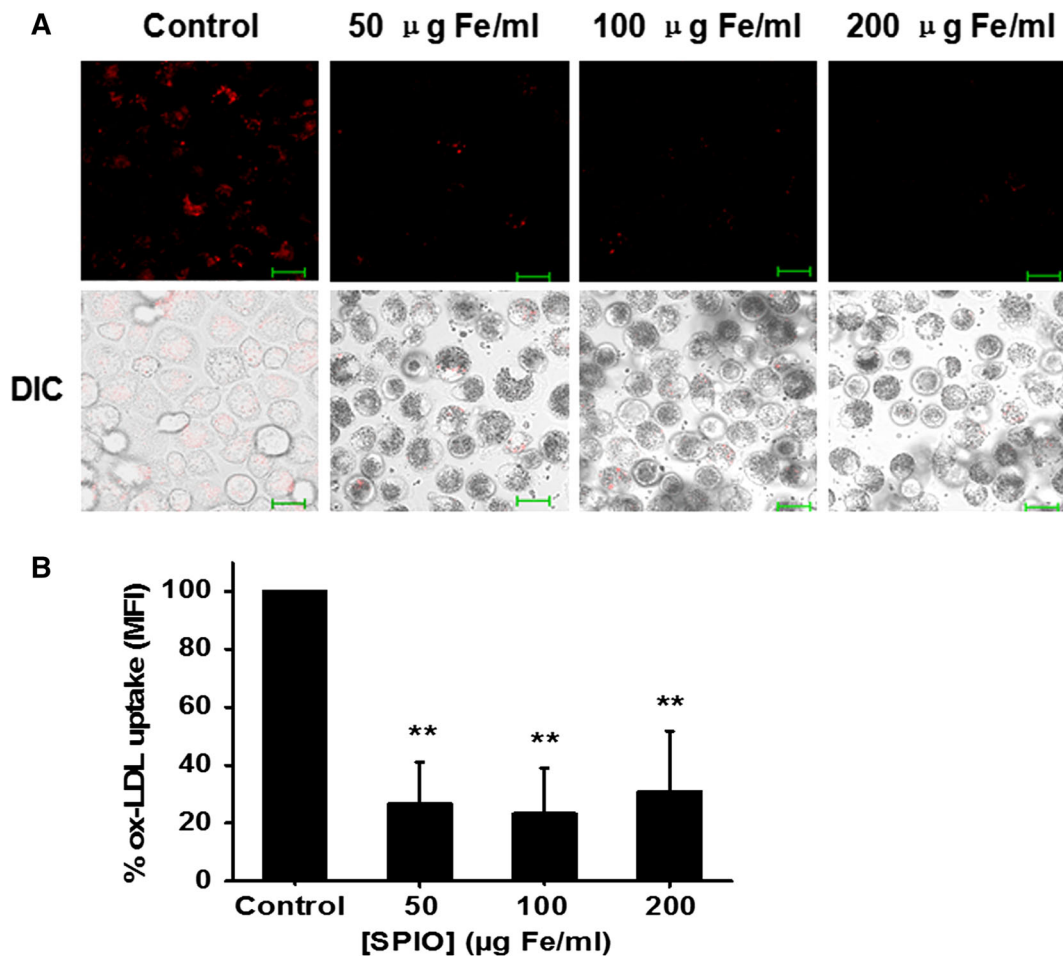 A
Control
50 μg Fe/ml
100 μg Fe/ml
200 μg Fe/ml
DIC
B
% ox-LDL uptake (MFI)
100
80
60
40
20
0
**
**
**
Control
50
100
200
[SPIO] (μg Fe/ml)